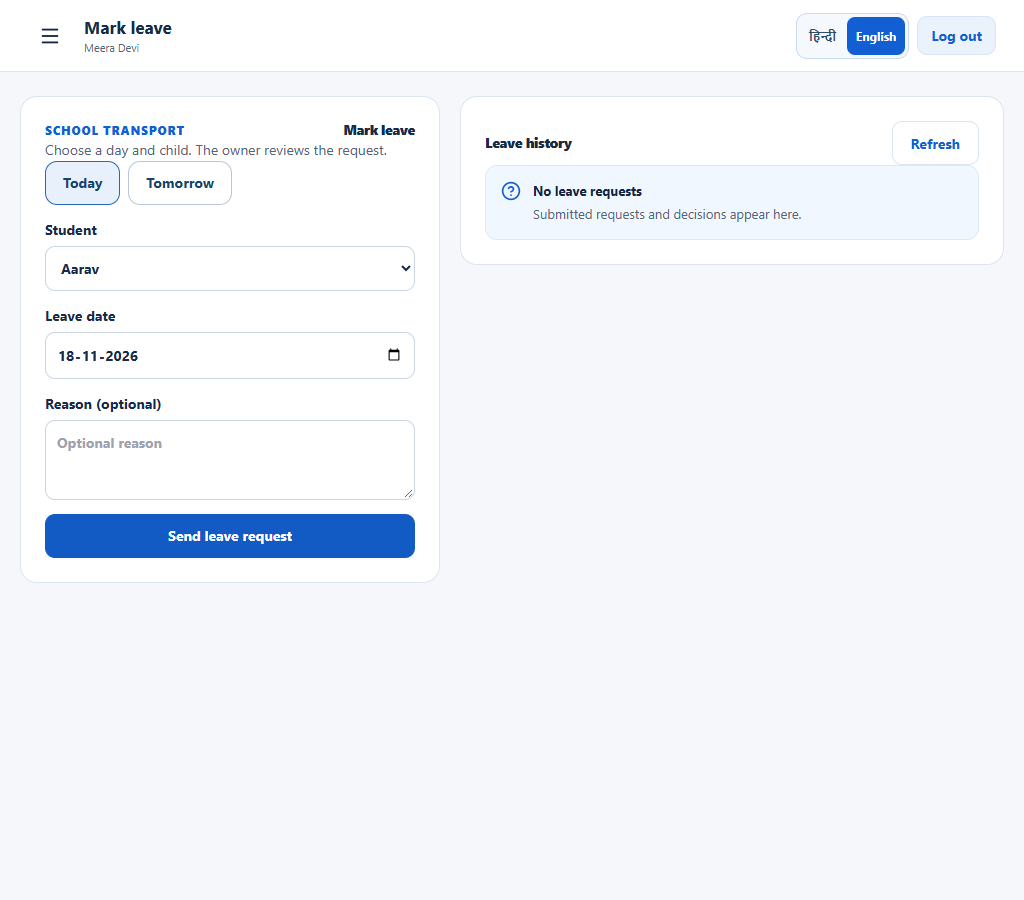 Mark leave
Meera Devi
हिन्दी
English
Log out
SCHOOL TRANSPORT
Mark leave
Choose a day and child. The owner reviews the request.
Today
Tomorrow
Student
Aarav
Leave date
18-11-2026
Reason (optional)
Optional reason
Send leave request
Leave history
Refresh
No leave requests
Submitted requests and decisions appear here.